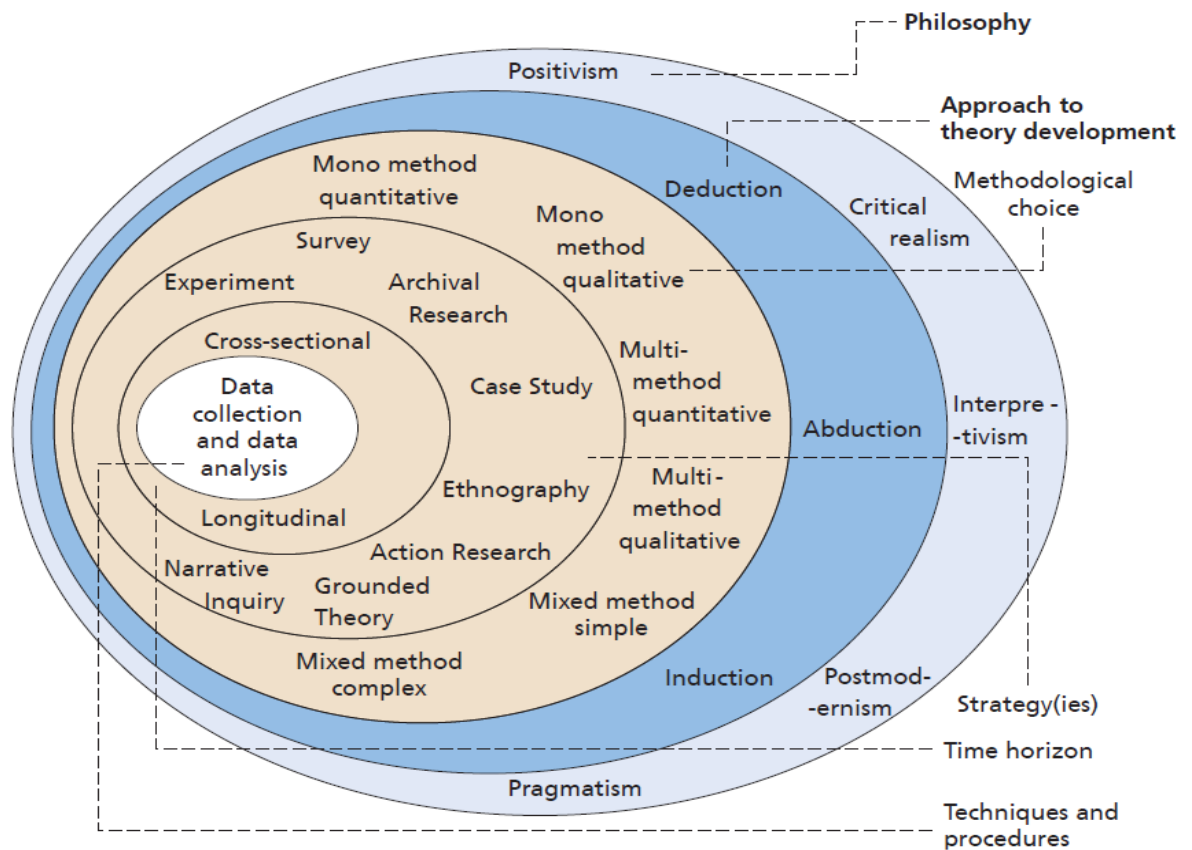 Philosophy
Positivism
Approach to
theory development
Mono method
quantitative
Deduction
Methodological
choice
Mono
method
qualitative
Critical
realism
Survey
Experiment
Archival
Research
Cross-sectional
Multi-
method
quantitative
Data
collection
and data
analysis
Case Study
Abduction
Interpre-
-tivism
Ethnography
Multi-
method
qualitative
Longitudinal
Action Research
Narrative
Inquiry
Grounded
Theory
Mixed method
simple
Mixed method
complex
Induction
Postmod-
-ernism
Strategy(ies)
Time horizon
Pragmatism
Techniques and
procedures